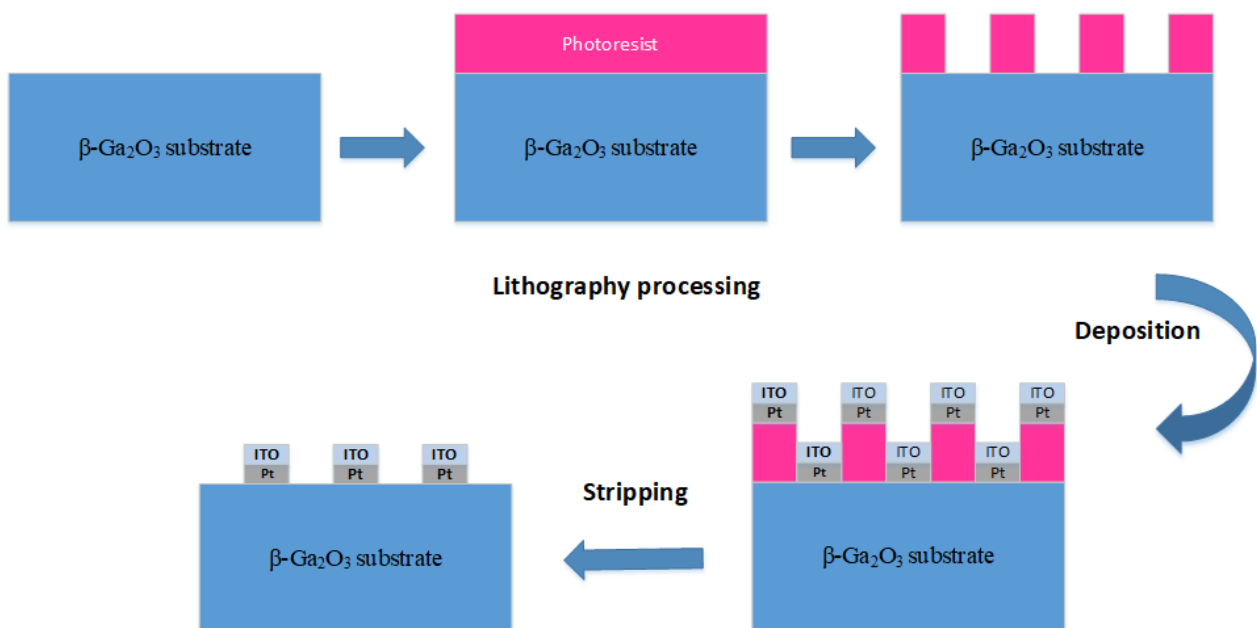 Photoresist
β-Ga₂O₃ substrate
β-Ga₂O₃ substrate
β-Ga₂O₃ substrate
Lithography processing
Deposition
ITO
Pt
ITO
Pt
ITO
Pt
ITO
Pt
ITO
Pt
ITO
Pt
ITO
Pt
β-Ga₂O₃ substrate
Stripping
ITO
Pt
ITO
Pt
ITO
Pt
β-Ga₂O₃ substrate